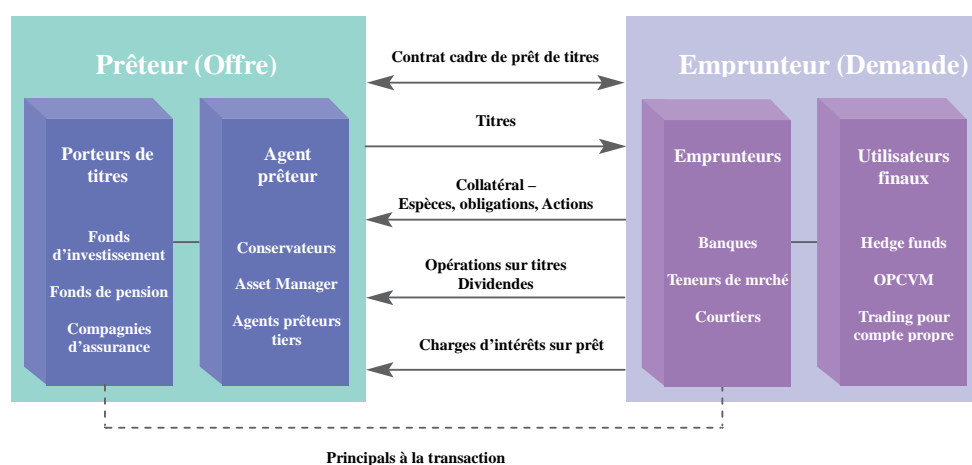 Prêteur (Offre)
Porteurs de
titres
Fonds
d'investissement
Fonds de pension
Compagnies
d'assurance
Agent
prêteur
Conservateurs
Asset Manager
Agents prêteurs
tiers
Contrat cadre de prêt de titres
Titres
Collatéral –
Espèces, obligations, Actions
Opérations sur titres
Dividendes
Charges d'intérêts sur prêt
Emprunteur (Demande)
Emprunteurs
Banques
Teneurs de mrché
Courtiers
Utilisateurs
finaux
Hedge funds
OPCVM
Trading pour
compte propre
Principals à la transaction